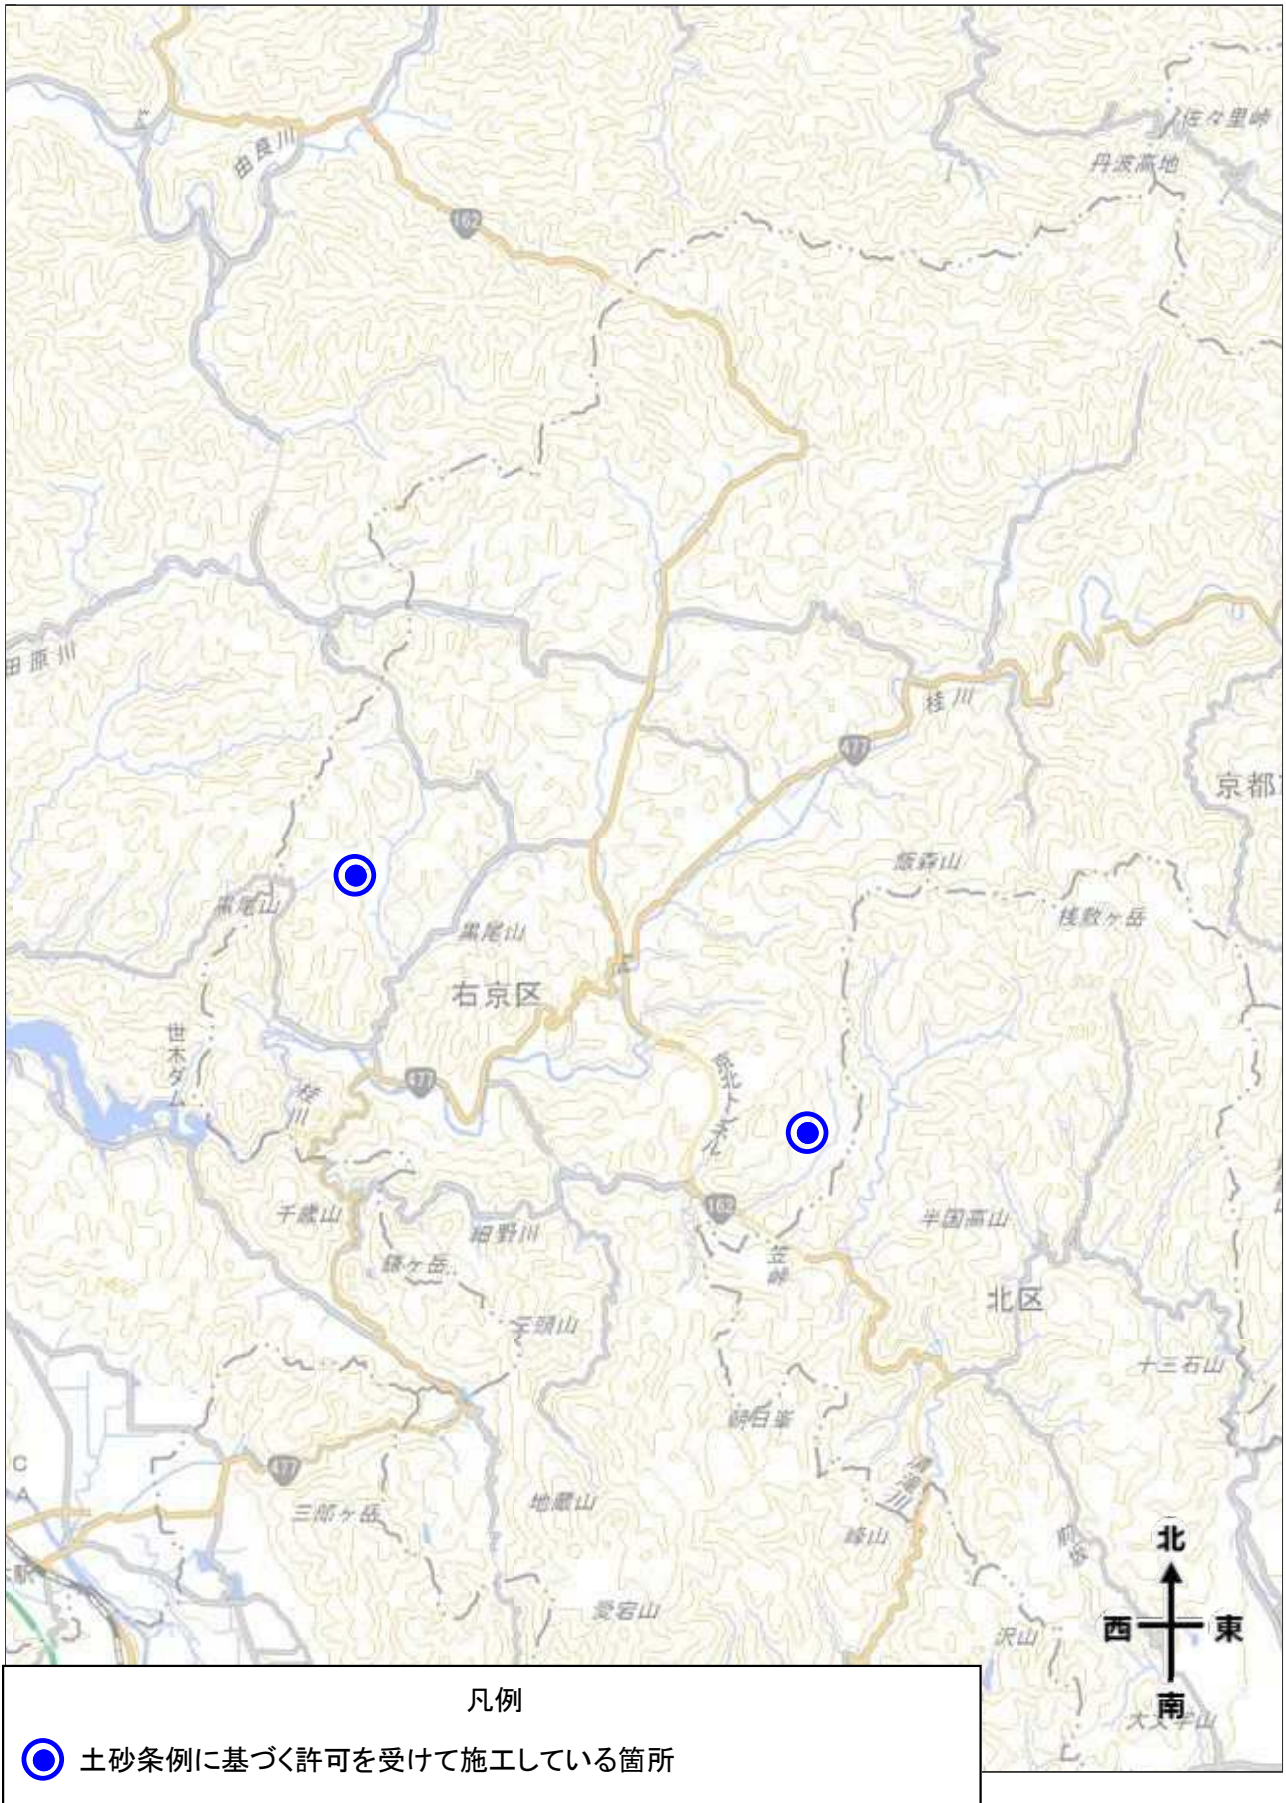 佐々里峠
由良川
丹波高地
162
田原川
桂川
477
京都
飯森山
黒尾山
桟敷ヶ岳
黒尾山
右京区
世木ダム
京北トンネル
477
桂川
千歳山
162
半国高山
細野川
笠峠
鎌ヶ岳
北区
三頭山
十三石山
朝日峯
C
A
477
清滝川
地蔵山
三郎ヶ岳
峰山
北
愛宕山
西
東
沢山
南
大文字山
凡例
土砂条例に基づく許可を受けて施工している箇所